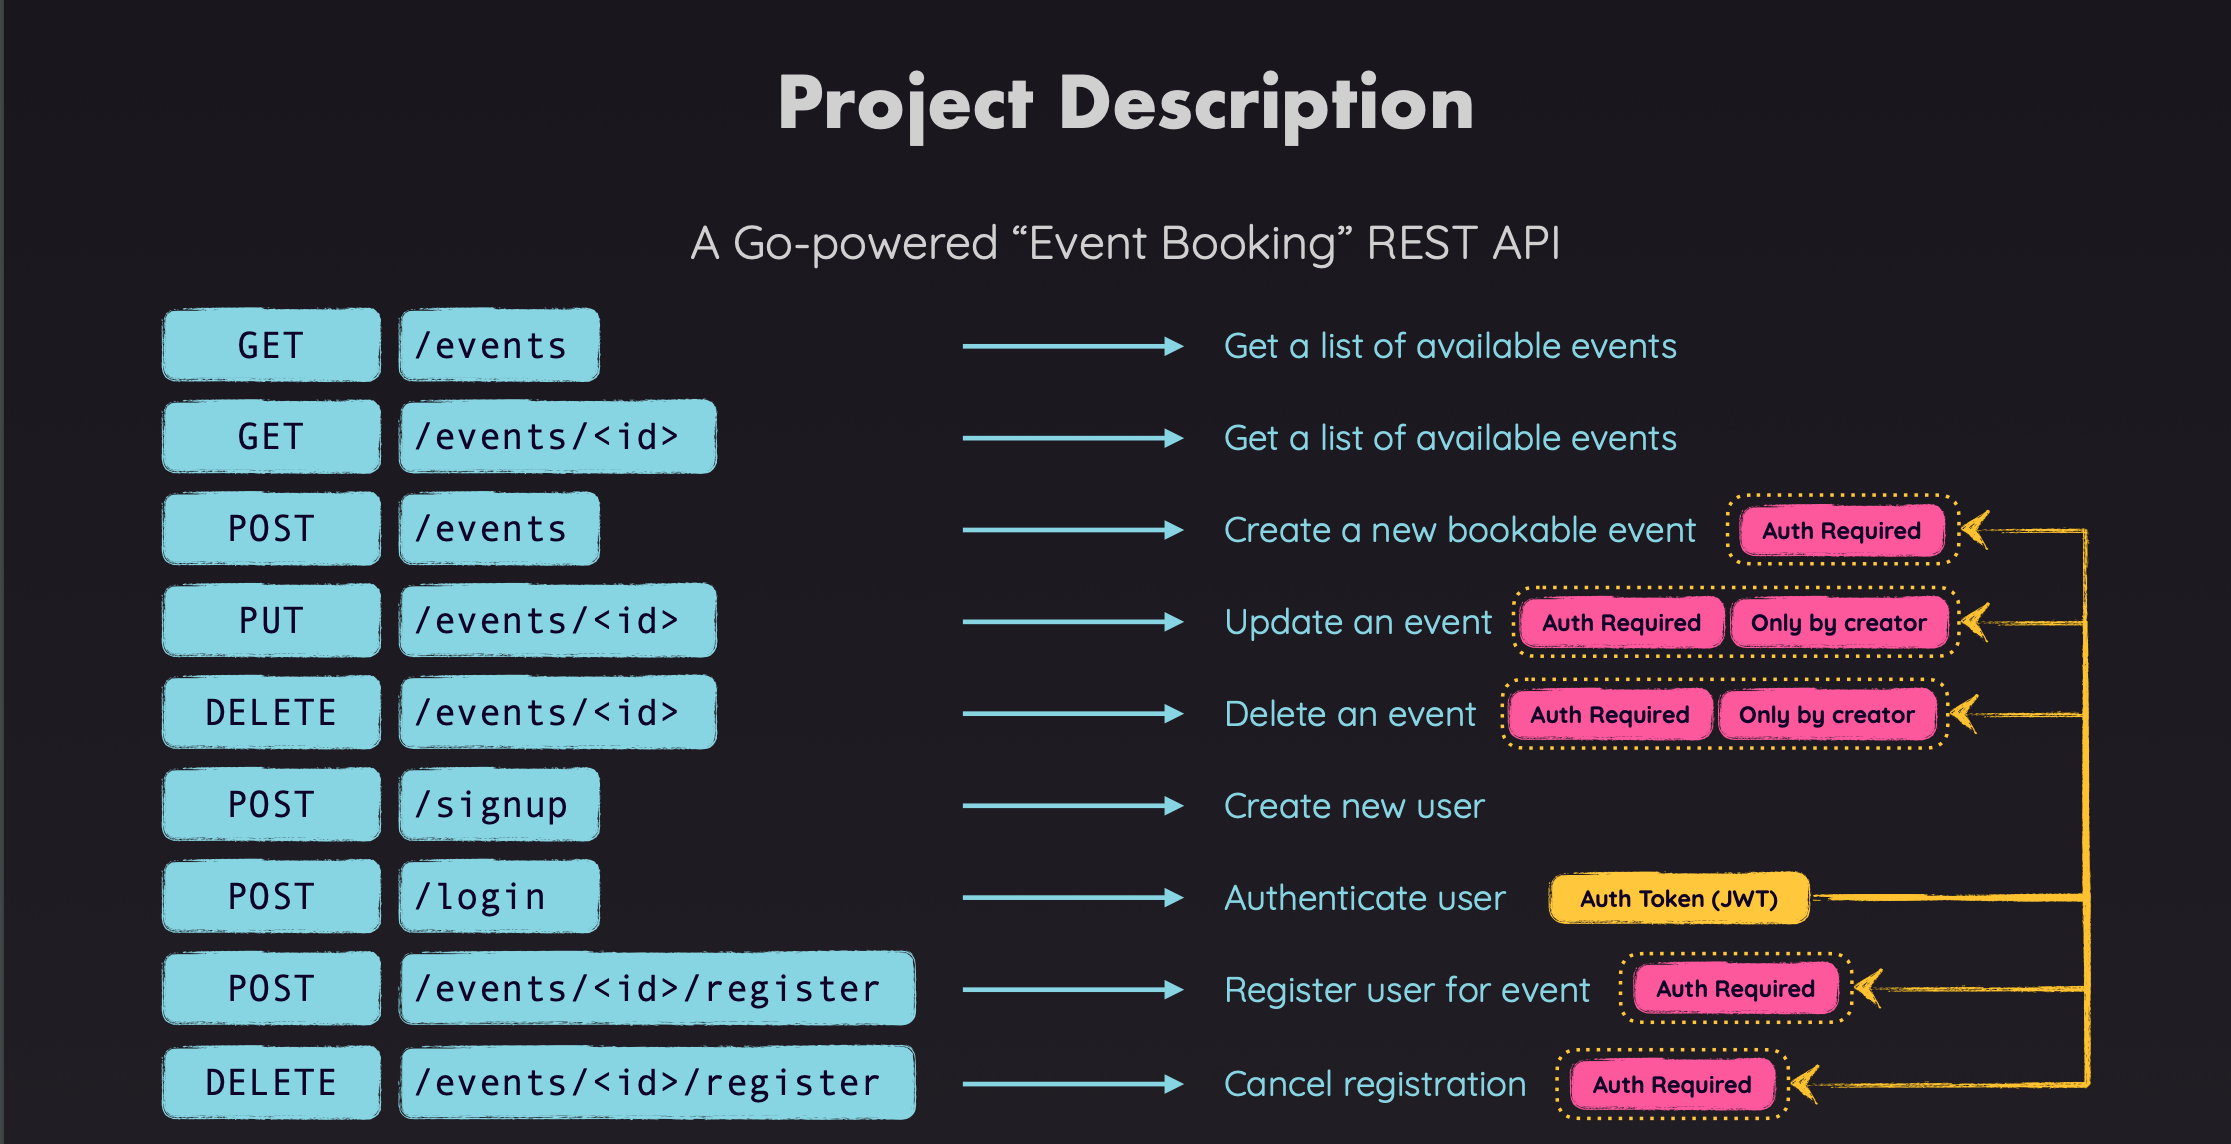 Project Description
A Go-powered “Event Booking” REST API
GET /events Get a list of available events
GET /events/<id> Get a list of available events
POST /events Create a new bookable event Auth Required
PUT /events/<id> Update an event Auth Required Only by creator
DELETE /events/<id> Delete an event Auth Required Only by creator
POST /signup Create new user
POST /login Authenticate user Auth Token (JWT)
POST /events/<id>/register Register user for event Auth Required
DELETE /events/<id>/register Cancel registration Auth Required